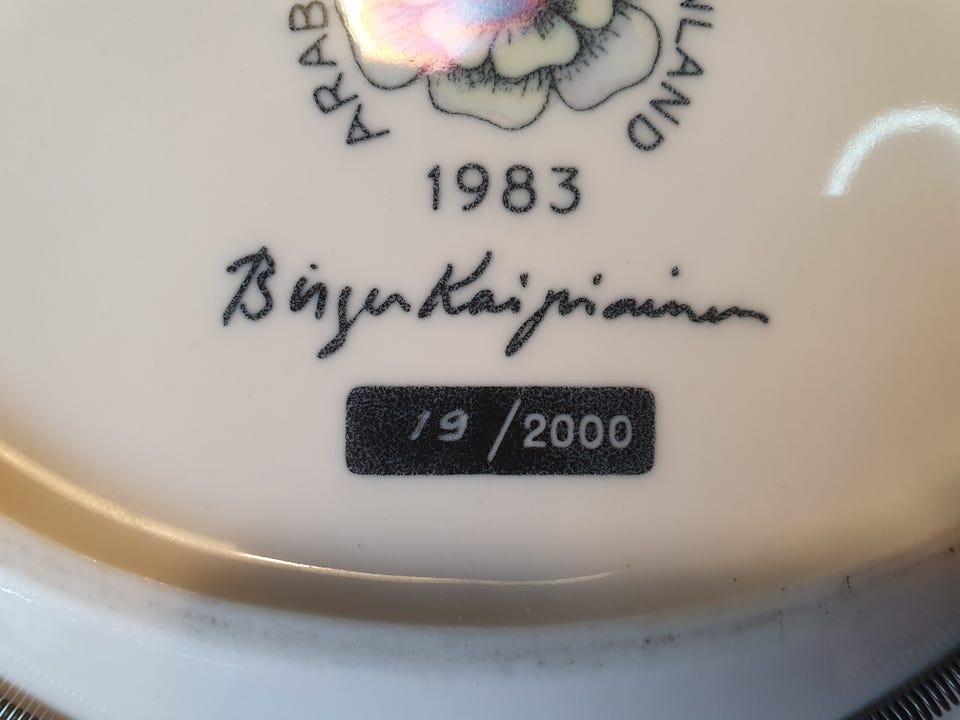 ARAB
NLAND
1983
Birger Kaipiainen
19/2000